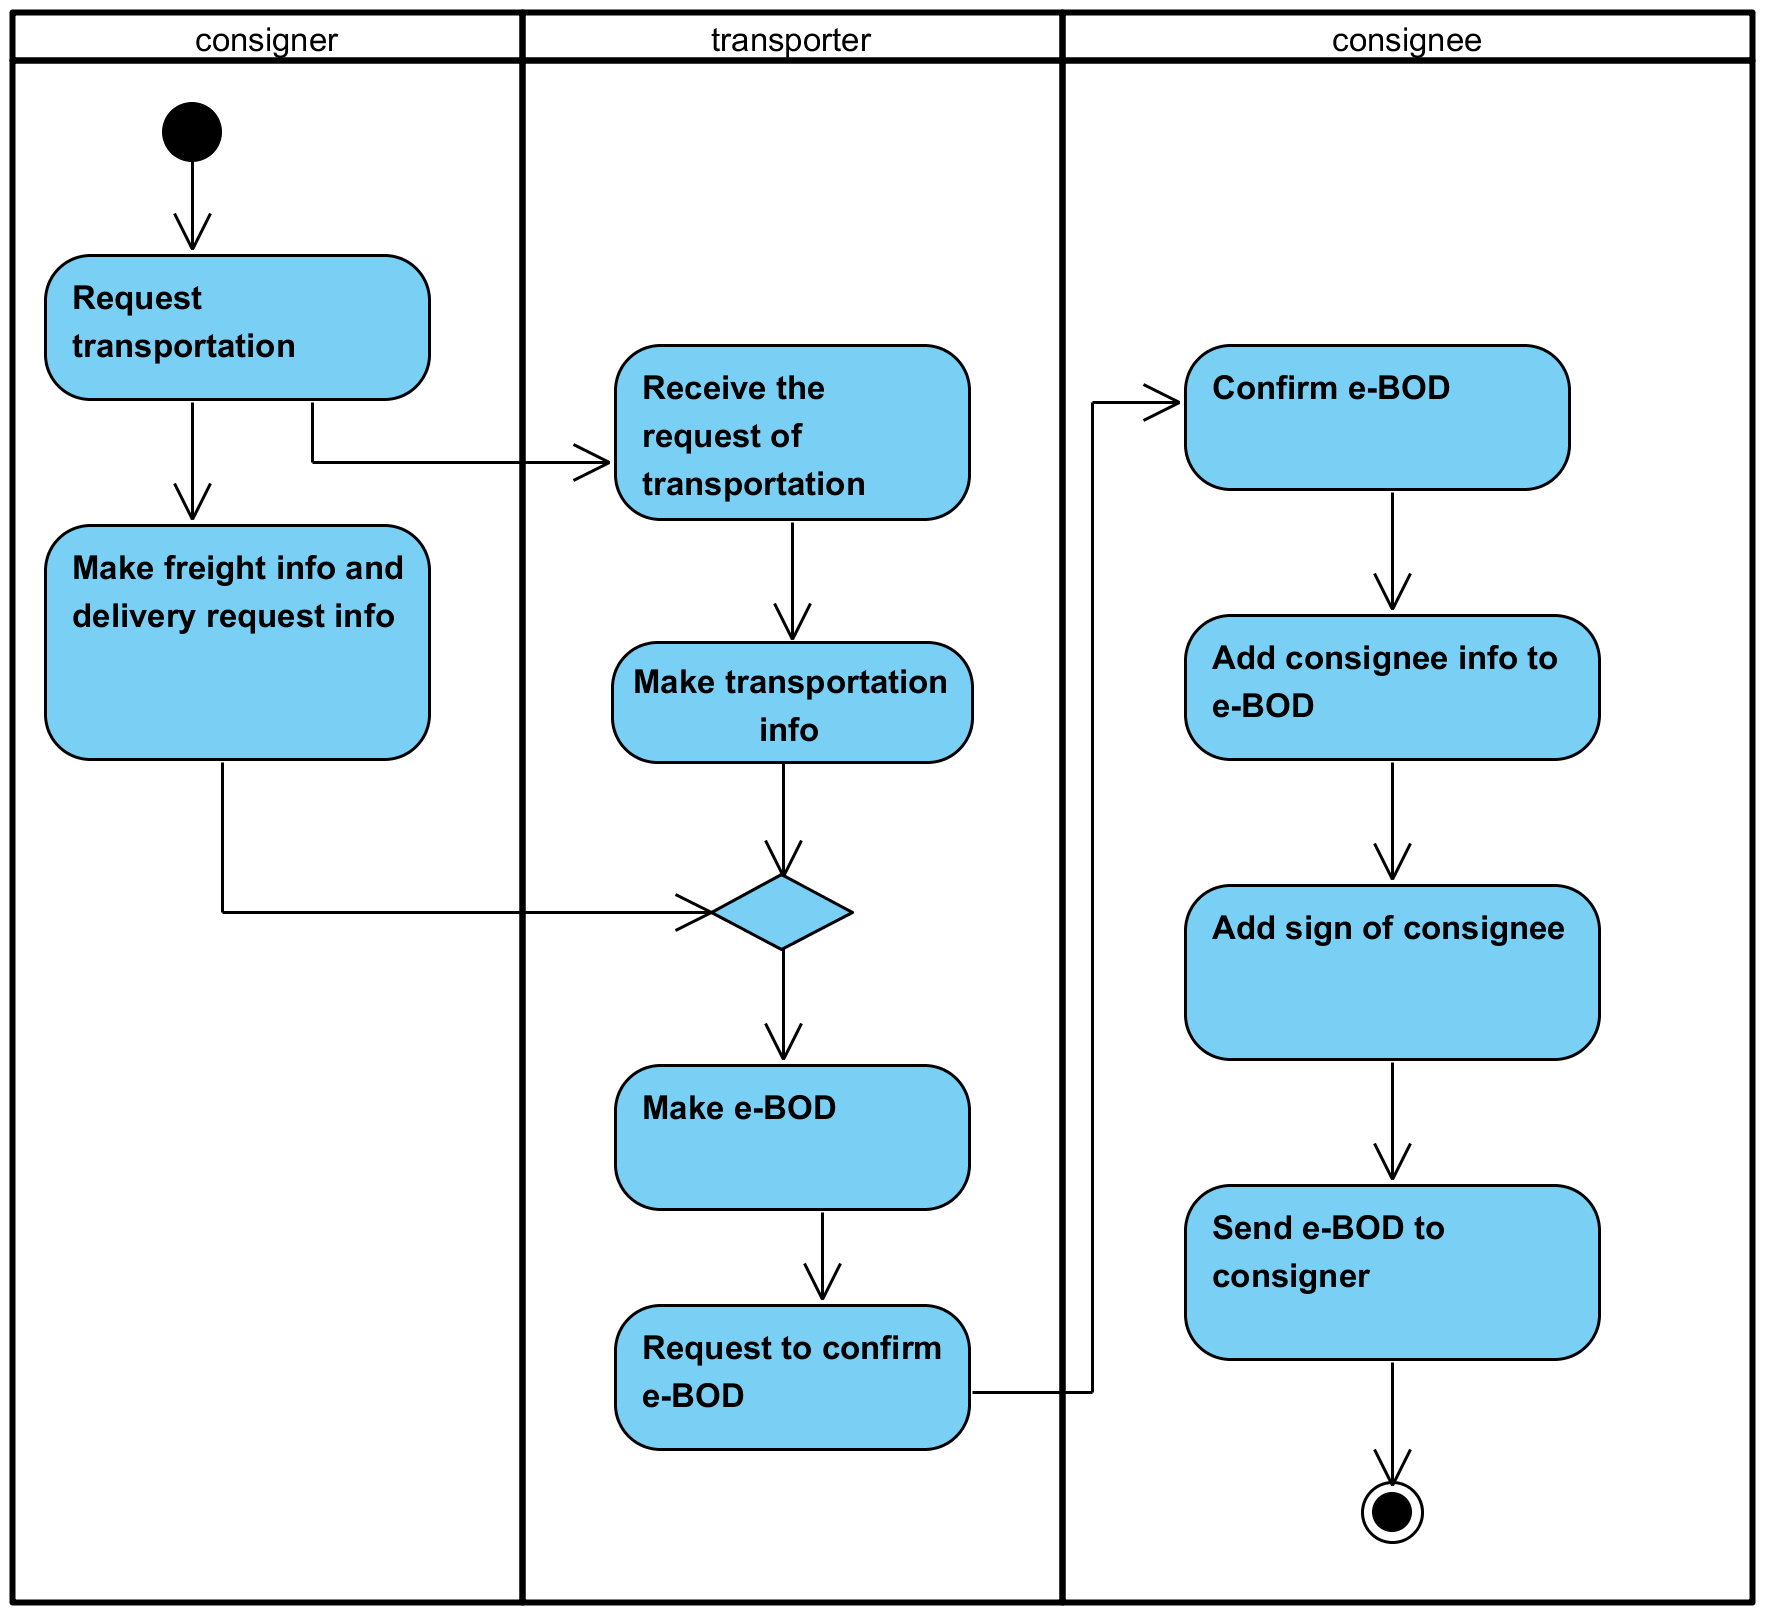 consigner
transporter
consignee
Request
transportation
Make freight info and
delivery request info
Receive the
request of
transportation
Make transportation
info
Make e-BOD
Request to confirm
e-BOD
Confirm e-BOD
Add consignee info to
e-BOD
Add sign of consignee
Send e-BOD to
consigner